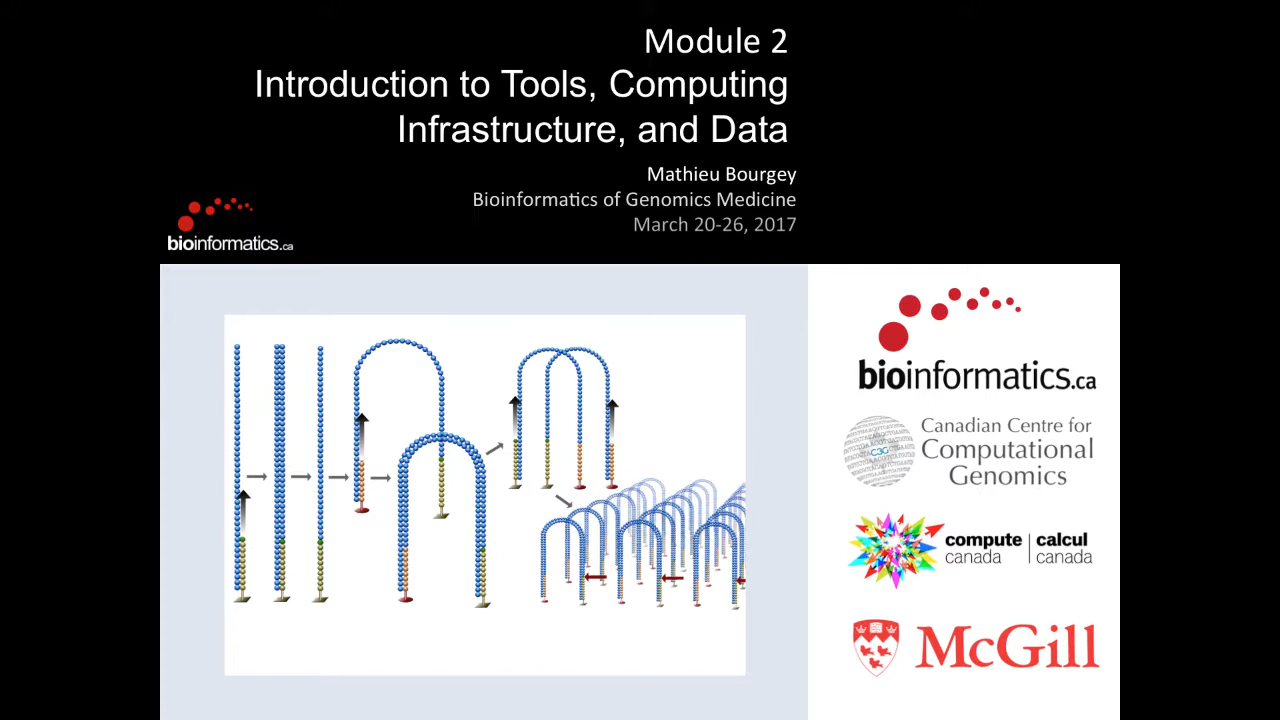 Module 2
Introduction to Tools, Computing
Infrastructure, and Data
Mathieu Bourgey
Bioinformatics of Genomics Medicine
March 20-26, 2017
bioinformatics.ca
bioinformatics.ca
Canadian Centre for
Computational
Genomics
C3G
compute | calcul
canada | canada
McGill